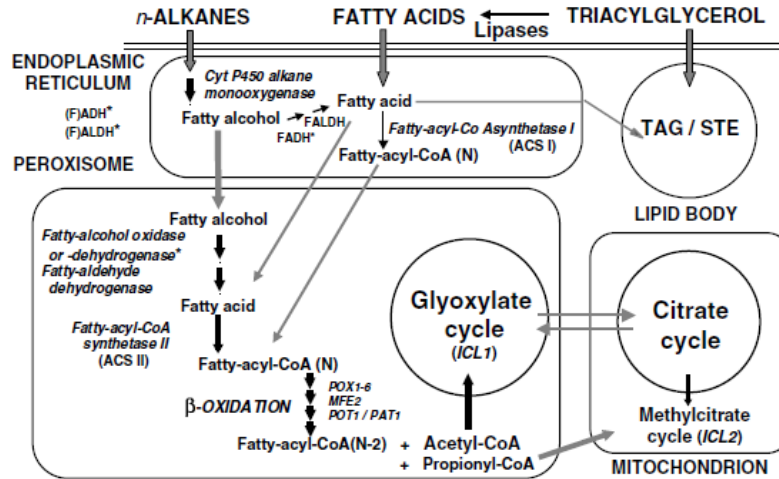 n-ALKANES
FATTY ACIDS
TRIACYLGLYCEROL
Lipases
ENDOPLASMIC
RETICULUM
Cyt P450 alkane
monooxygenase
(F)ADH*
(F)ALDH*
Fatty alcohol
FALDH
FADH*
Fatty acid
Fatty-acyl-Co Asynthetase I
(ACS I)
Fatty-acyl-CoA (N)
TAG / STE
LIPID BODY
PEROXISOME
Fatty alcohol
Fatty-alcohol oxidase
or -dehydrogenase*
Fatty-aldehyde
dehydrogenase
Fatty acid
Fatty-acyl-CoA
synthetase II
(ACS II)
Fatty-acyl-CoA (N)
β-OXIDATION
POX1-6
MFE2
POT1 / PAT1
Fatty-acyl-CoA(N-2) + Acetyl-CoA
+ Propionyl-CoA
Glyoxylate
cycle
(ICL1)
Citrate
cycle
Methylcitrate
cycle (ICL2)
MITOCHONDRION